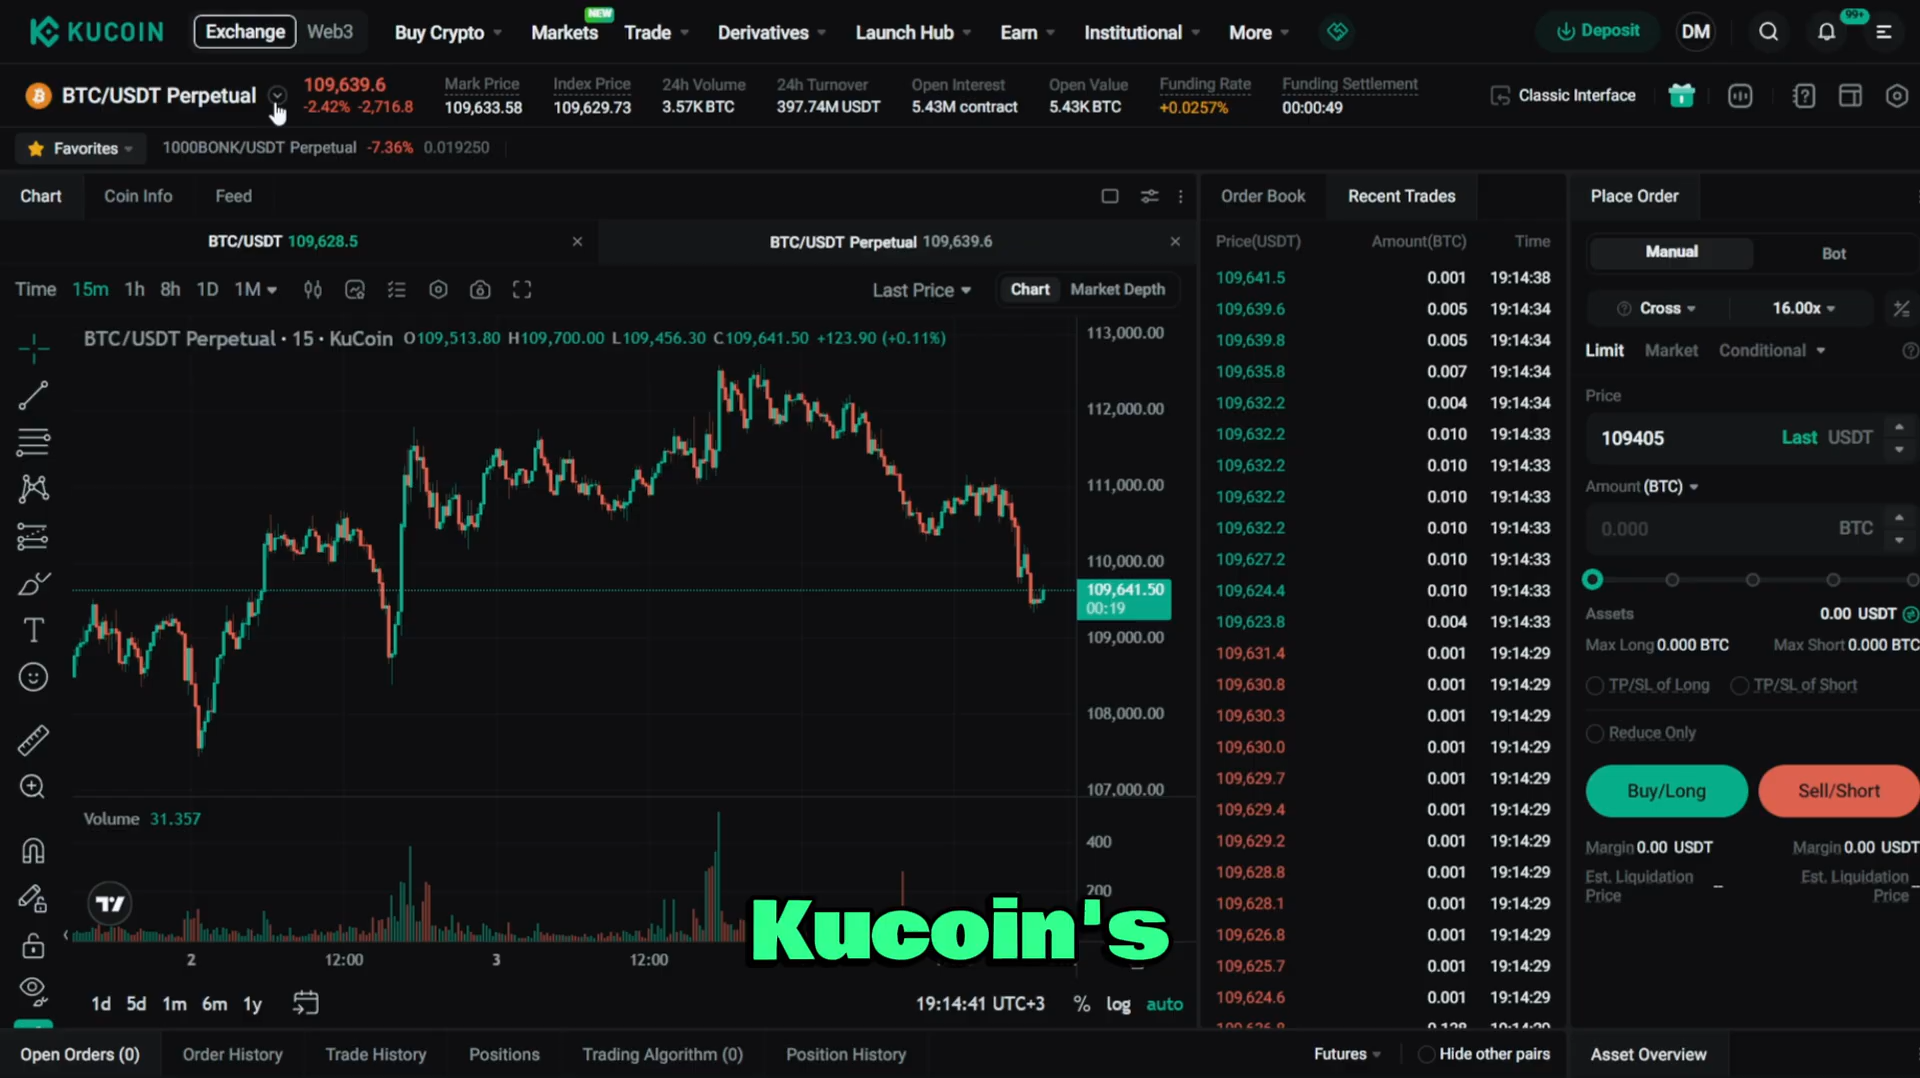 KUCOIN Exchange Web3 Buy Crypto Markets NEW Trade Derivatives Launch Hub Earn Institutional More Deposit DM 99+
BTC/USDT Perpetual 109,639.6 Mark Price Index Price 24h Volume 24h Turnover Open Interest Open Value Funding Rate Funding Settlement Classic Interface
-2.42% -2,716.8 109,633.58 109,629.73 3.57K BTC 397.74M USDT 5.43M contract 5.43K BTC +0.0257% 00:00:49
Favorites 1000BONK/USDT Perpetual -7.36% 0.019250
Chart Coin Info Feed
BTC/USDT 109,628.5 BTC/USDT Perpetual 109,639.6
Time 15m 1h 8h 1D 1M Last Price Chart Market Depth
BTC/USDT Perpetual · 15 · KuCoin O109,513.80 H109,700.00 L109,456.30 C109,641.50 +123.90 (+0.11%)
113,000.00
112,000.00
111,000.00
110,000.00
109,641.50
00:19
109,000.00
108,000.00
107,000.00
Volume 31.357
400
200
2 12:00 3 12:00
Kucoin's
1d 5d 1m 6m 1y 19:14:41 UTC+3 % log auto
Order Book Recent Trades
Price(USDT) Amount(BTC) Time
109,641.5 0.001 19:14:38
109,639.6 0.005 19:14:34
109,639.8 0.005 19:14:34
109,635.8 0.007 19:14:34
109,632.2 0.004 19:14:34
109,632.2 0.010 19:14:33
109,632.2 0.010 19:14:33
109,632.2 0.010 19:14:33
109,632.2 0.010 19:14:33
109,627.2 0.010 19:14:33
109,624.4 0.010 19:14:33
109,623.8 0.004 19:14:33
109,631.4 0.001 19:14:29
109,630.8 0.001 19:14:29
109,630.3 0.001 19:14:29
109,630.0 0.001 19:14:29
109,629.7 0.001 19:14:29
109,629.4 0.001 19:14:29
109,629.2 0.001 19:14:29
109,628.8 0.001 19:14:29
109,628.1 0.001 19:14:29
109,626.8 0.001 19:14:29
109,625.7 0.001 19:14:29
109,624.6 0.001 19:14:29
Place Order
Manual Bot
Cross 16.00x
Limit Market Conditional
Price
109405 Last USDT
Amount (BTC)
0.000 BTC
Assets 0.00 USDT
Max Long 0.000 BTC Max Short 0.000 BTC
TP/SL of Long TP/SL of Short
Reduce Only
Buy/Long Sell/Short
Margin 0.00 USDT Margin 0.00 USDT
Est. Liquidation Price Est. Liquidation Price
Open Orders (0) Order History Trade History Positions Trading Algorithm (0) Position History Futures Hide other pairs Asset Overview